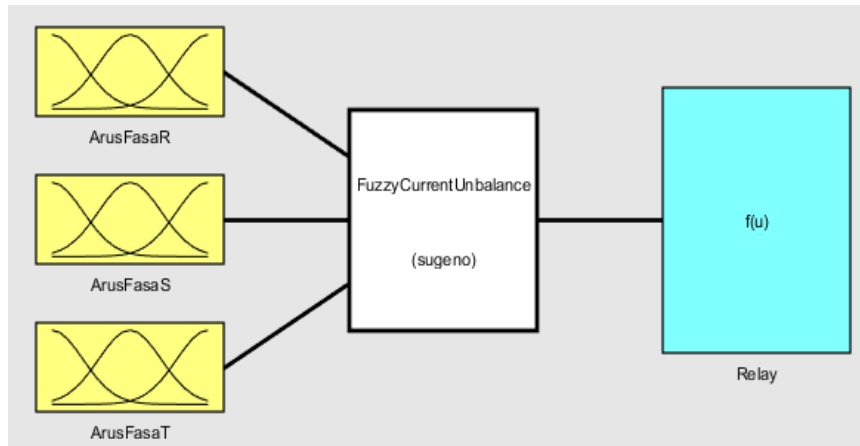 ArusFasaR
FuzzyCurrentUnbalance
f(u)
ArusFasaS
(sugeno)
Relay
ArusFasaT